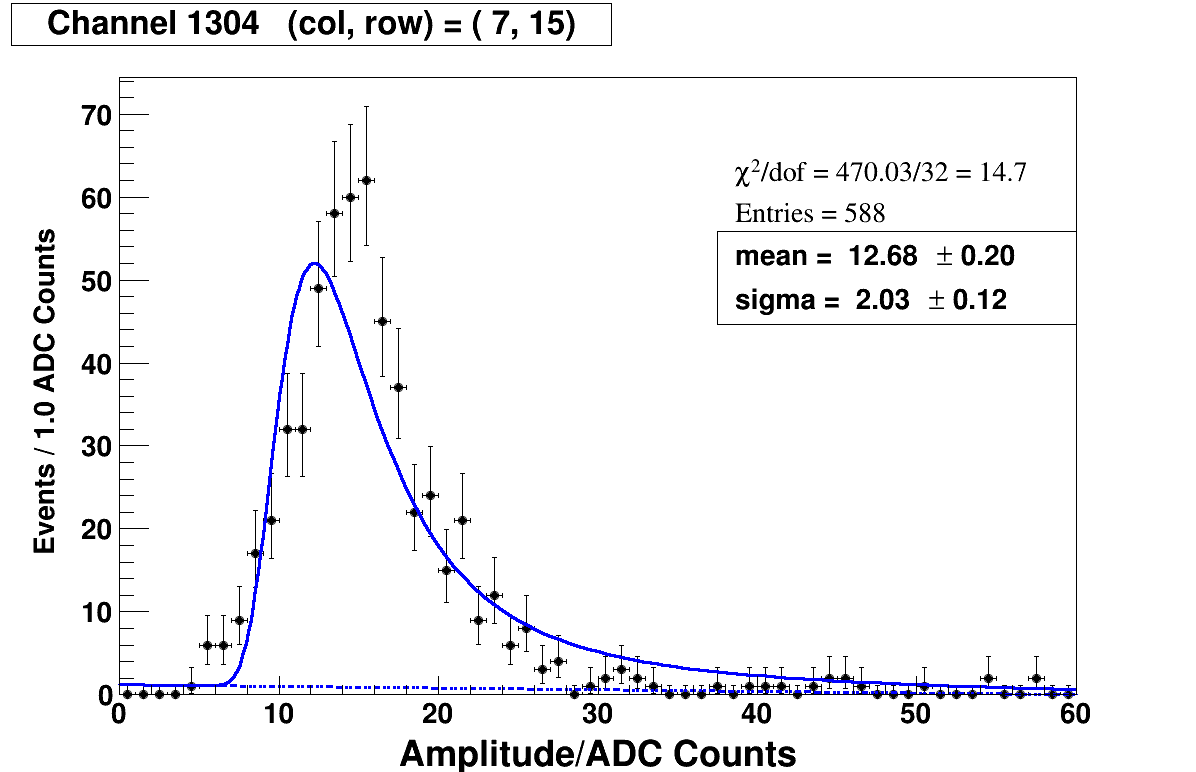 Channel 1304 (col, row) = ( 7, 15)
χ²/dof = 470.03/32 = 14.7
Entries = 588
mean = 12.68 ± 0.20
sigma = 2.03 ± 0.12
Events / 1.0 ADC Counts
70
60
50
40
30
20
10
0
0 10 20 30 40 50 60
Amplitude/ADC Counts